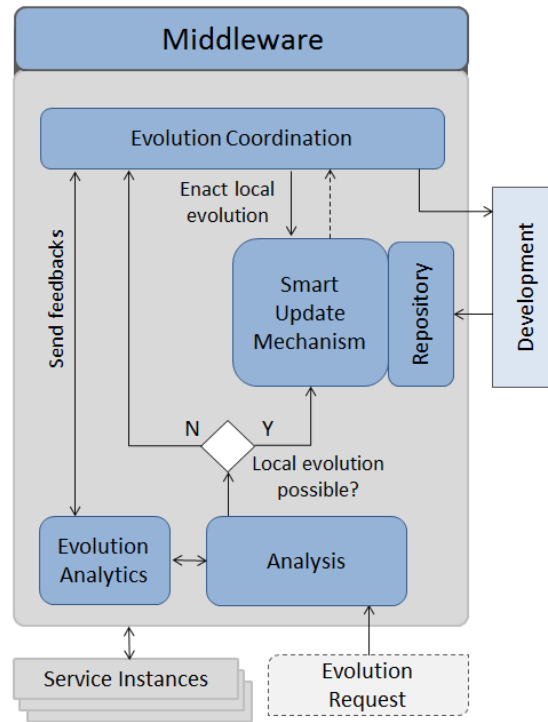 Middleware
Evolution Coordination
Enact local
evolution
Send feedbacks
Smart
Update
Mechanism
Repository
Development
N
Y
Local evolution
possible?
Evolution
Analytics
Analysis
Service Instances
Evolution
Request